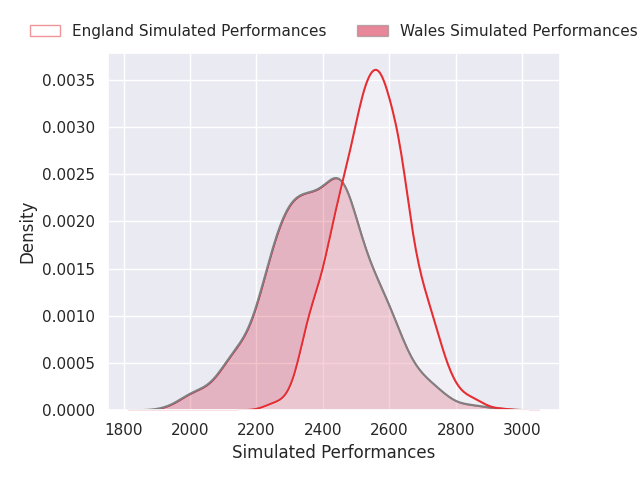 England Simulated Performances Wales Simulated Performances
0.0035
0.0030
0.0025
0.0020
0.0015
0.0010
0.0005
0.0000
Density
1800 2000 2200 2400 2600 2800 3000
Simulated Performances